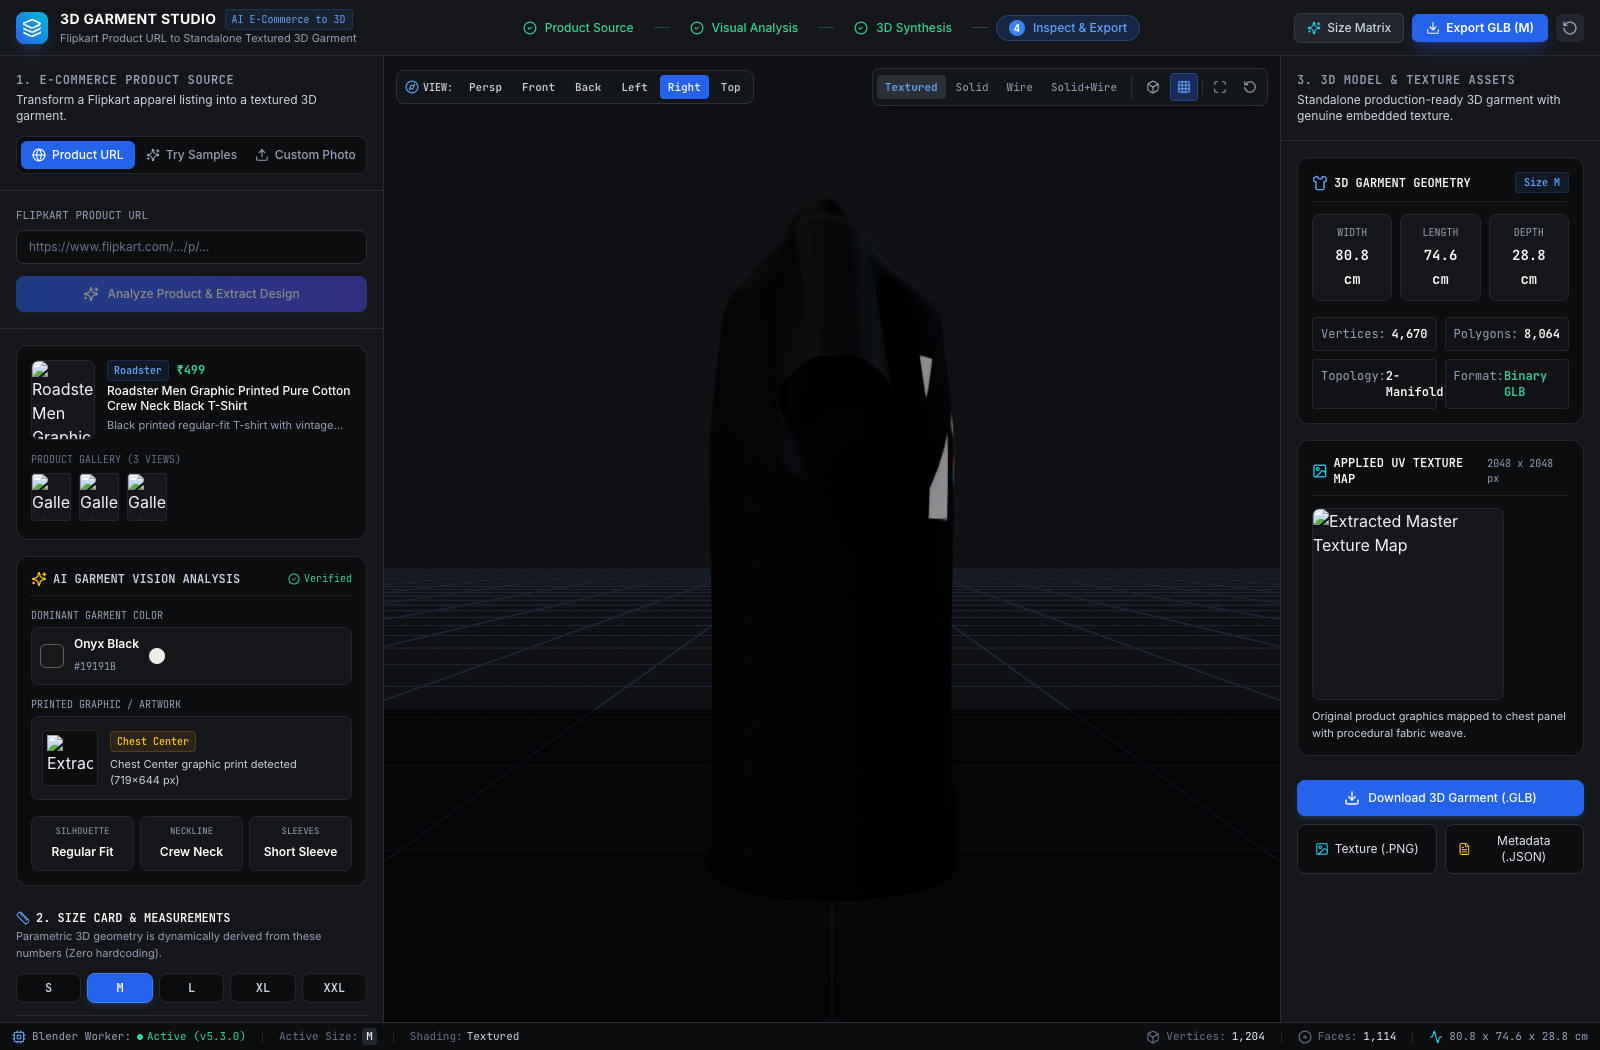 3D GARMENT STUDIO
AI E-Commerce to 3D
Flipkart Product URL to Standalone Textured 3D Garment
Product Source
Visual Analysis
3D Synthesis
4 Inspect & Export
Size Matrix
Export GLB (M)
1. E-COMMERCE PRODUCT SOURCE
Transform a Flipkart apparel listing into a textured 3D
garment.
Product URL
Try Samples
Custom Photo
FLIPKART PRODUCT URL
https://www.flipkart.com/.../p/...
Analyze Product & Extract Design
Roadste
Men
Graphic
Roadster ₹499
Roadster Men Graphic Printed Pure Cotton
Crew Neck Black T-Shirt
Black printed regular-fit T-shirt with vintage...
PRODUCT GALLERY (3 VIEWS)
Galle Galle Galle
AI GARMENT VISION ANALYSIS
Verified
DOMINANT GARMENT COLOR
Onyx Black
#19191B
PRINTED GRAPHIC / ARTWORK
Extrac
Chest Center
Chest Center graphic print detected
(719×644 px)
SILHOUETTE
Regular Fit
NECKLINE
Crew Neck
SLEEVES
Short Sleeve
2. SIZE CARD & MEASUREMENTS
Parametric 3D geometry is dynamically derived from these
numbers (Zero hardcoding).
S M L XL XXL
VIEW: Persp Front Back Left Right Top
Textured Solid Wire Solid+Wire
3. 3D MODEL & TEXTURE ASSETS
Standalone production-ready 3D garment with
genuine embedded texture.
3D GARMENT GEOMETRY
Size M
WIDTH
80.8
cm
LENGTH
74.6
cm
DEPTH
28.8
cm
Vertices: 4,670
Polygons: 8,064
Topology: 2-
Manifold
Format: Binary
GLB
APPLIED UV TEXTURE
MAP
2048 x 2048
px
Extracted Master
Texture Map
Original product graphics mapped to chest panel
with procedural fabric weave.
Download 3D Garment (.GLB)
Texture (.PNG)
Metadata
(.JSON)
Blender Worker: Active (v5.3.0)
Active Size: M
Shading: Textured
Vertices: 1,204
Faces: 1,114
80.8 x 74.6 x 28.8 cm